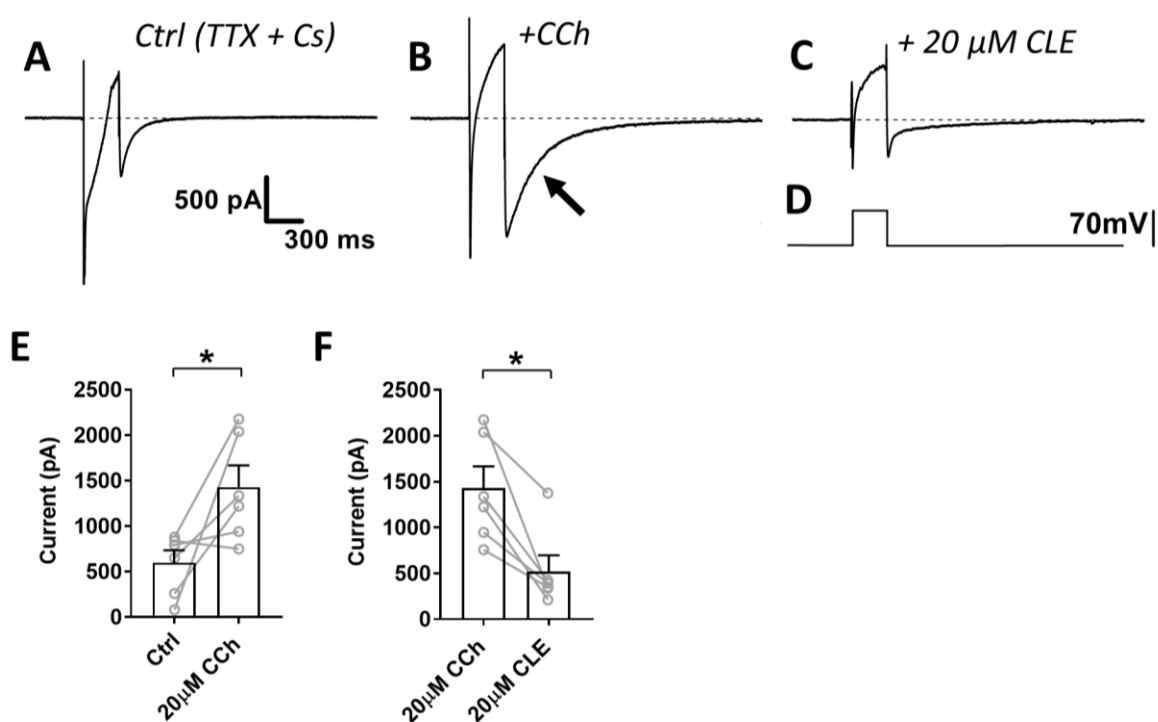 A
Ctrl (TTX + Cs)
500 pA
300 ms
B
+CCh
C
+ 20 µM CLE
D
70mV
E
*
Current (pA)
2500
2000
1500
1000
500
0
Ctrl
20µM CCh
F
*
Current (pA)
2500
2000
1500
1000
500
0
20µM CCh
20µM CLE